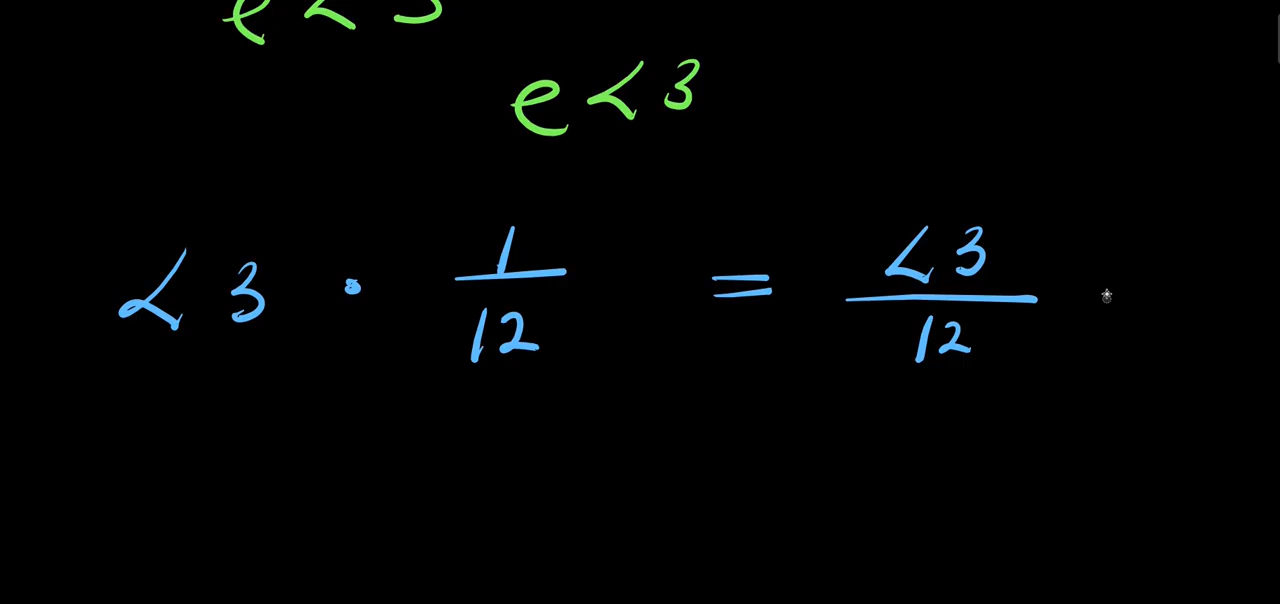 e < 3
e < 3
< 3 · 1/12 = < 3/12